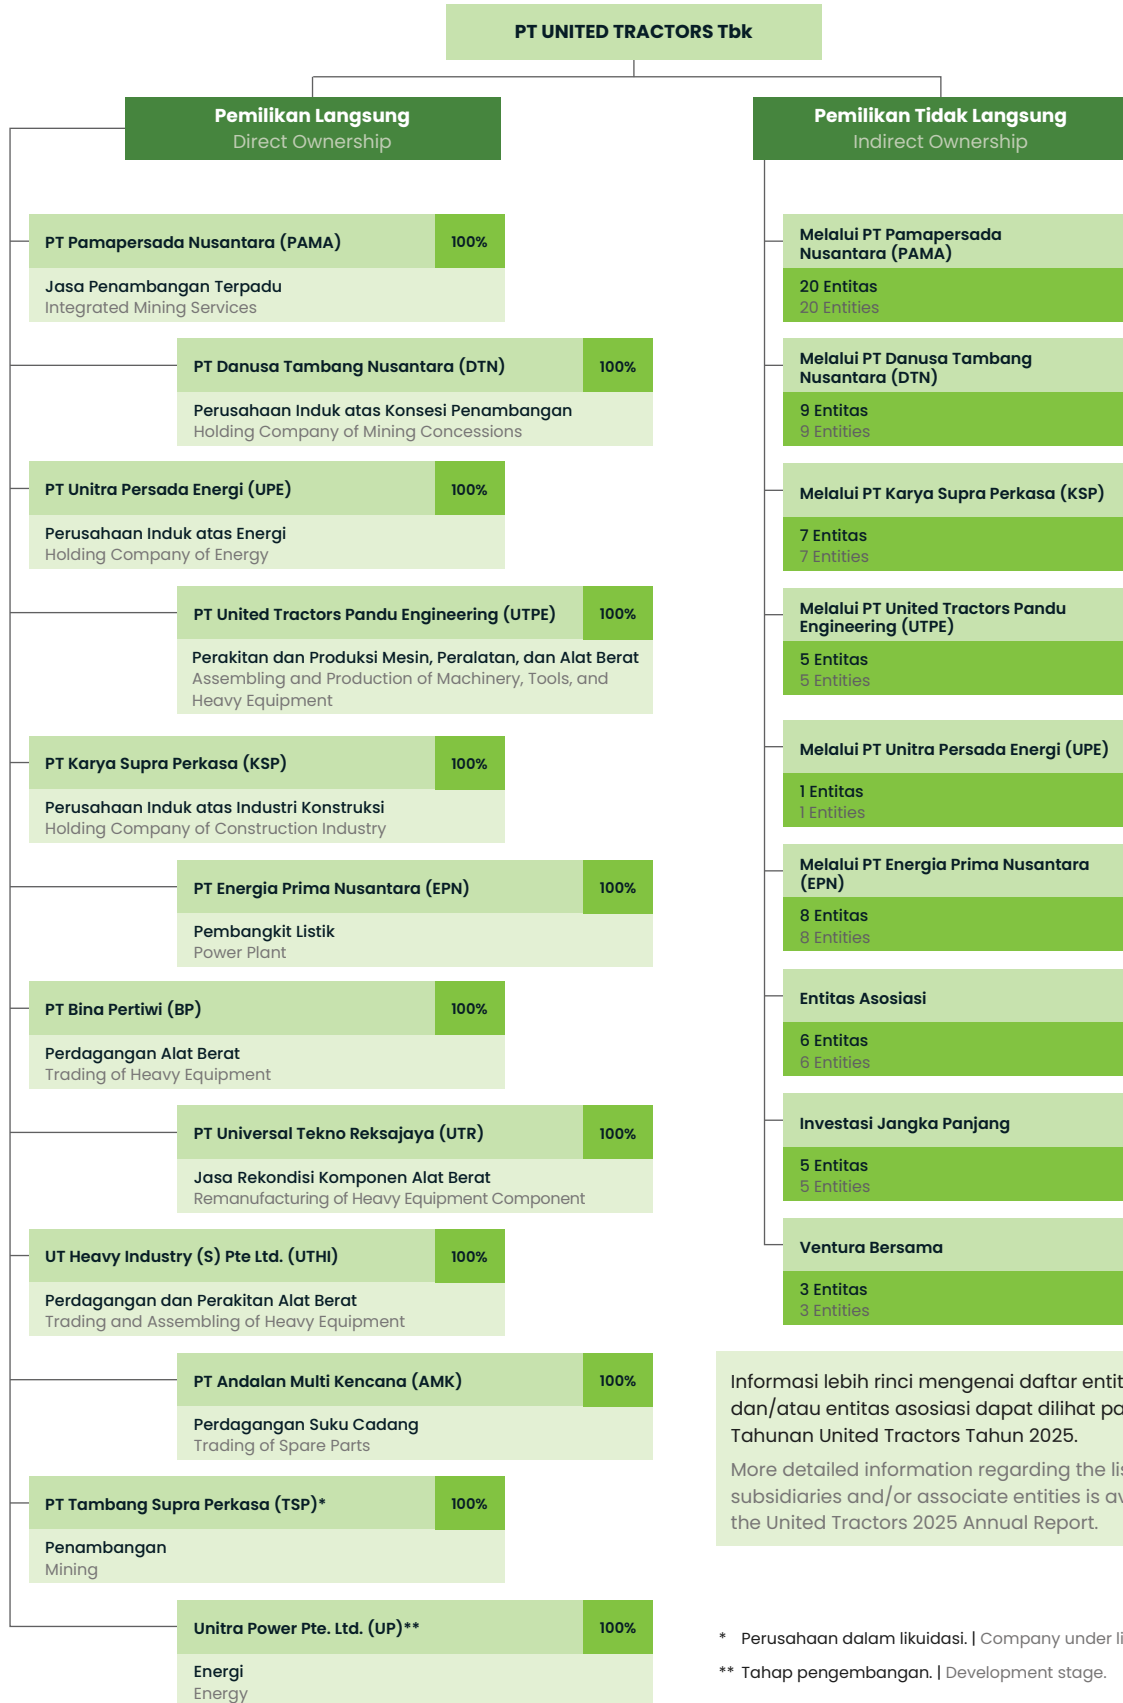 PT UNITED TRACTORS Tbk
Pemilikan Langsung
Direct Ownership
PT Pamapersada Nusantara (PAMA)
100%
Jasa Penambangan Terpadu
Integrated Mining Services
PT Danusa Tambang Nusantara (DTN)
100%
Perusahaan Induk atas Konsesi Penambangan
Holding Company of Mining Concessions
PT Unitra Persada Energi (UPE)
100%
Perusahaan Induk atas Energi
Holding Company of Energy
PT United Tractors Pandu Engineering (UTPE)
100%
Perakitan dan Produksi Mesin, Peralatan, dan Alat Berat
Assembling and Production of Machinery, Tools, and
Heavy Equipment
PT Karya Supra Perkasa (KSP)
100%
Perusahaan Induk atas Industri Konstruksi
Holding Company of Construction Industry
PT Energia Prima Nusantara (EPN)
100%
Pembangkit Listik
Power Plant
PT Bina Pertiwi (BP)
100%
Perdagangan Alat Berat
Trading of Heavy Equipment
PT Universal Tekno Reksajaya (UTR)
100%
Jasa Rekondisi Komponen Alat Berat
Remanufacturing of Heavy Equipment Component
UT Heavy Industry (S) Pte Ltd. (UTHI)
100%
Perdagangan dan Perakitan Alat Berat
Trading and Assembling of Heavy Equipment
PT Andalan Multi Kencana (AMK)
100%
Perdagangan Suku Cadang
Trading of Spare Parts
PT Tambang Supra Perkasa (TSP)*
100%
Penambangan
Mining
Unitra Power Pte. Ltd. (UP)**
100%
Energi
Energy
Pemilikan Tidak Langsung
Indirect Ownership
Melalui PT Pamapersada
Nusantara (PAMA)
20 Entitas
20 Entities
Melalui PT Danusa Tambang
Nusantara (DTN)
9 Entitas
9 Entities
Melalui PT Karya Supra Perkasa (KSP)
7 Entitas
7 Entities
Melalui PT United Tractors Pandu
Engineering (UTPE)
5 Entitas
5 Entities
Melalui PT Unitra Persada Energi (UPE)
1 Entitas
1 Entities
Melalui PT Energia Prima Nusantara
(EPN)
8 Entitas
8 Entities
Entitas Asosiasi
6 Entitas
6 Entities
Investasi Jangka Panjang
5 Entitas
5 Entities
Ventura Bersama
3 Entitas
3 Entities
Informasi lebih rinci mengenai daftar
dan/atau entitas asosiasi dapat dilihat
Tahunan United Tractors Tahun 2025.
More detailed information regarding the
subsidiaries and/or associate entities is
the United Tractors 2025 Annual Report.
* Perusahaan dalam likuidasi. | Company under
** Tahap pengembangan. | Development stage.